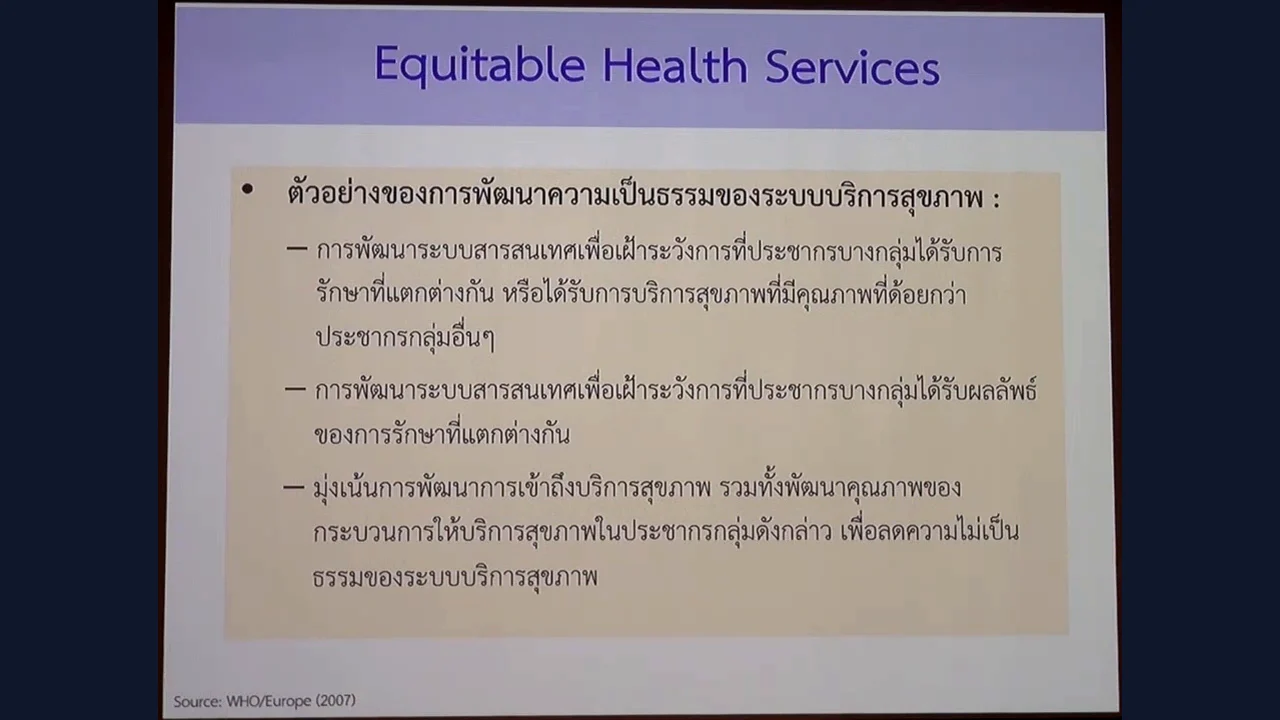 Equitable Health Services
• ตัวอย่างของการพัฒนาความเป็นธรรมของระบบบริการสุขภาพ :
— การพัฒนาระบบสารสนเทศเพื่อเฝ้าระวังการที่ประชากรบางกลุ่มได้รับการ
รักษาที่แตกต่างกัน หรือได้รับการบริการสุขภาพที่มีคุณภาพที่ด้อยกว่า
ประชากรกลุ่มอื่นๆ
— การพัฒนาระบบสารสนเทศเพื่อเฝ้าระวังการที่ประชากรบางกลุ่มได้รับผลลัพธ์
ของการรักษาที่แตกต่างกัน
— มุ่งเน้นการพัฒนาการเข้าถึงบริการสุขภาพ รวมทั้งพัฒนาคุณภาพของ
กระบวนการให้บริการสุขภาพในประชากรกลุ่มดังกล่าว เพื่อลดความไม่เป็น
ธรรมของระบบบริการสุขภาพ
Source: WHO/Europe (2007)